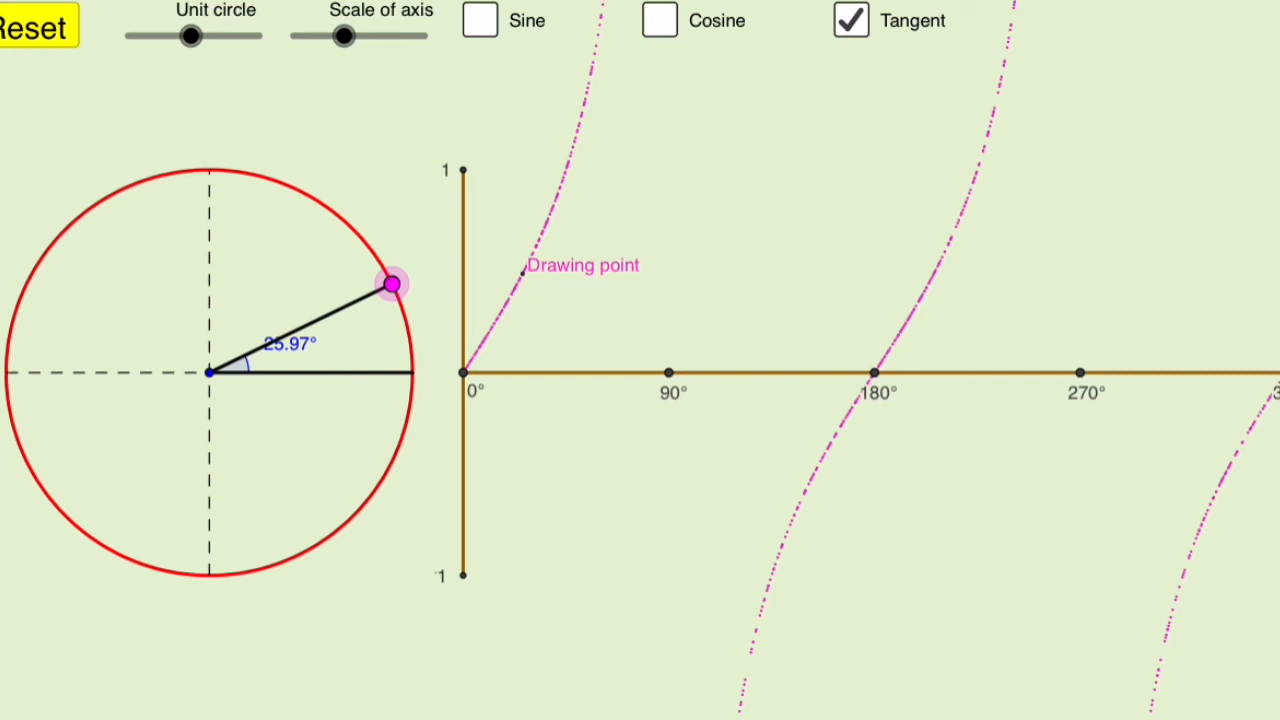 Reset
Unit circle
Scale of axis
Sine
Cosine
Tangent
1
Drawing point
25.97°
0°
90°
180°
270°
3
-1